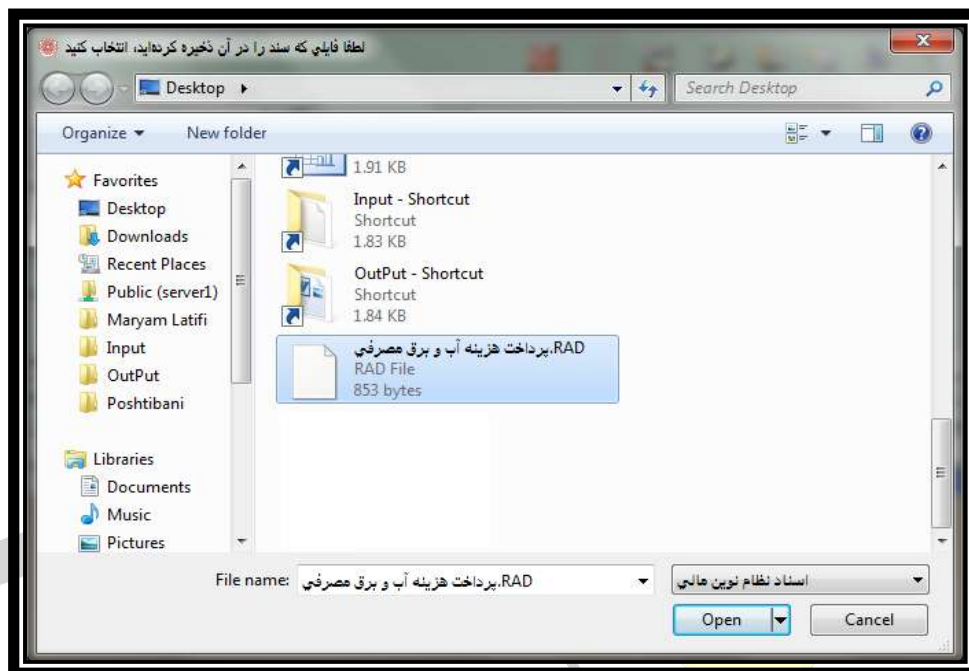 لطفا فایلی که سند را در آن ذخیره کرده‌اید، انتخاب کنید
Desktop
Search Desktop
Organize
New folder
Favorites
Desktop
Downloads
Recent Places
Public (server1)
Maryam Latifi
Input
OutPut
Poshtibani
Libraries
Documents
Music
Pictures
1.91 KB
Input - Shortcut
Shortcut
1.83 KB
OutPut - Shortcut
Shortcut
1.84 KB
پرداخت هزینه آب و برق مصرفی.RAD
RAD File
853 bytes
File name: پرداخت هزینه آب و برق مصرفی.RAD
اسناد نظام نوین مالی
Open
Cancel